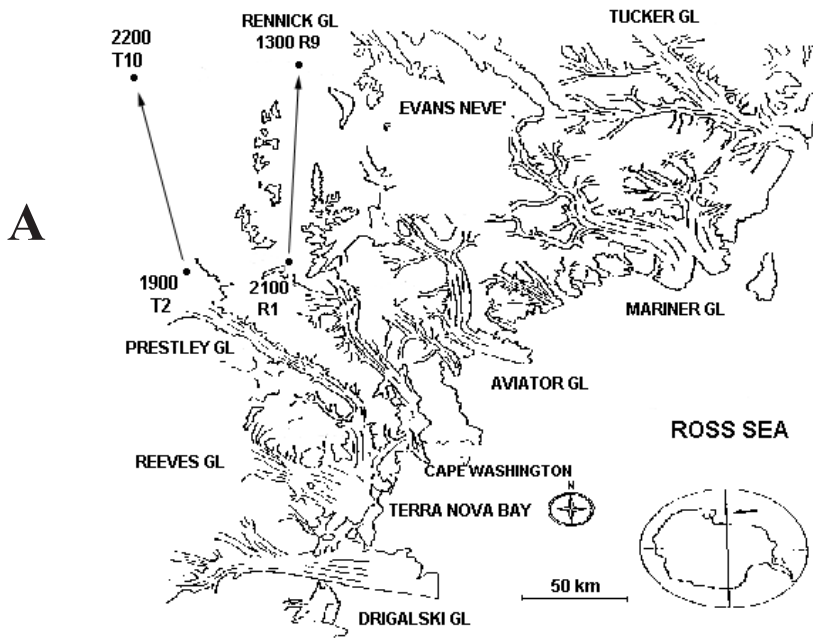 TUCKER GL
RENNICK GL
1300 R9
2200
T10
EVANS NEVE'
A
1900
T2
2100
R1
MARINER GL
PRESTLEY GL
AVIATOR GL
ROSS SEA
REEVES GL
CAPE WASHINGTON
N
TERRA NOVA BAY
50 km
DRIGALSKI GL